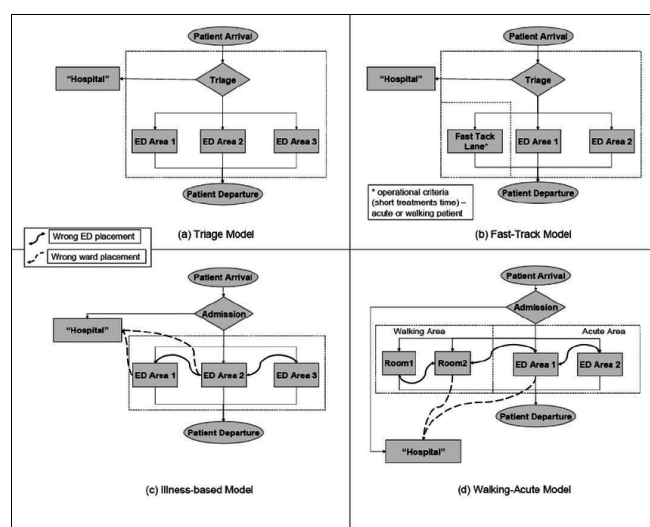 Patient Arrival
"Hospital"
Triage
ED Area 1
ED Area 2
ED Area 3
Patient Departure
(a) Triage Model
Patient Arrival
"Hospital"
Triage
Fast Tack
Lane*
ED Area 1
ED Area 2
Patient Departure
* operational criteria
(short treatments time) –
acute or walking patient
(b) Fast-Track Model
Wrong ED placement
Wrong ward placement
Patient Arrival
Admission
"Hospital"
ED Area 1
ED Area 2
ED Area 3
Patient Departure
(c) Illness-based Model
Patient Arrival
Admission
Walking Area
Acute Area
Room1
Room2
ED Area 1
ED Area 2
Patient Departure
"Hospital"
(d) Walking-Acute Model